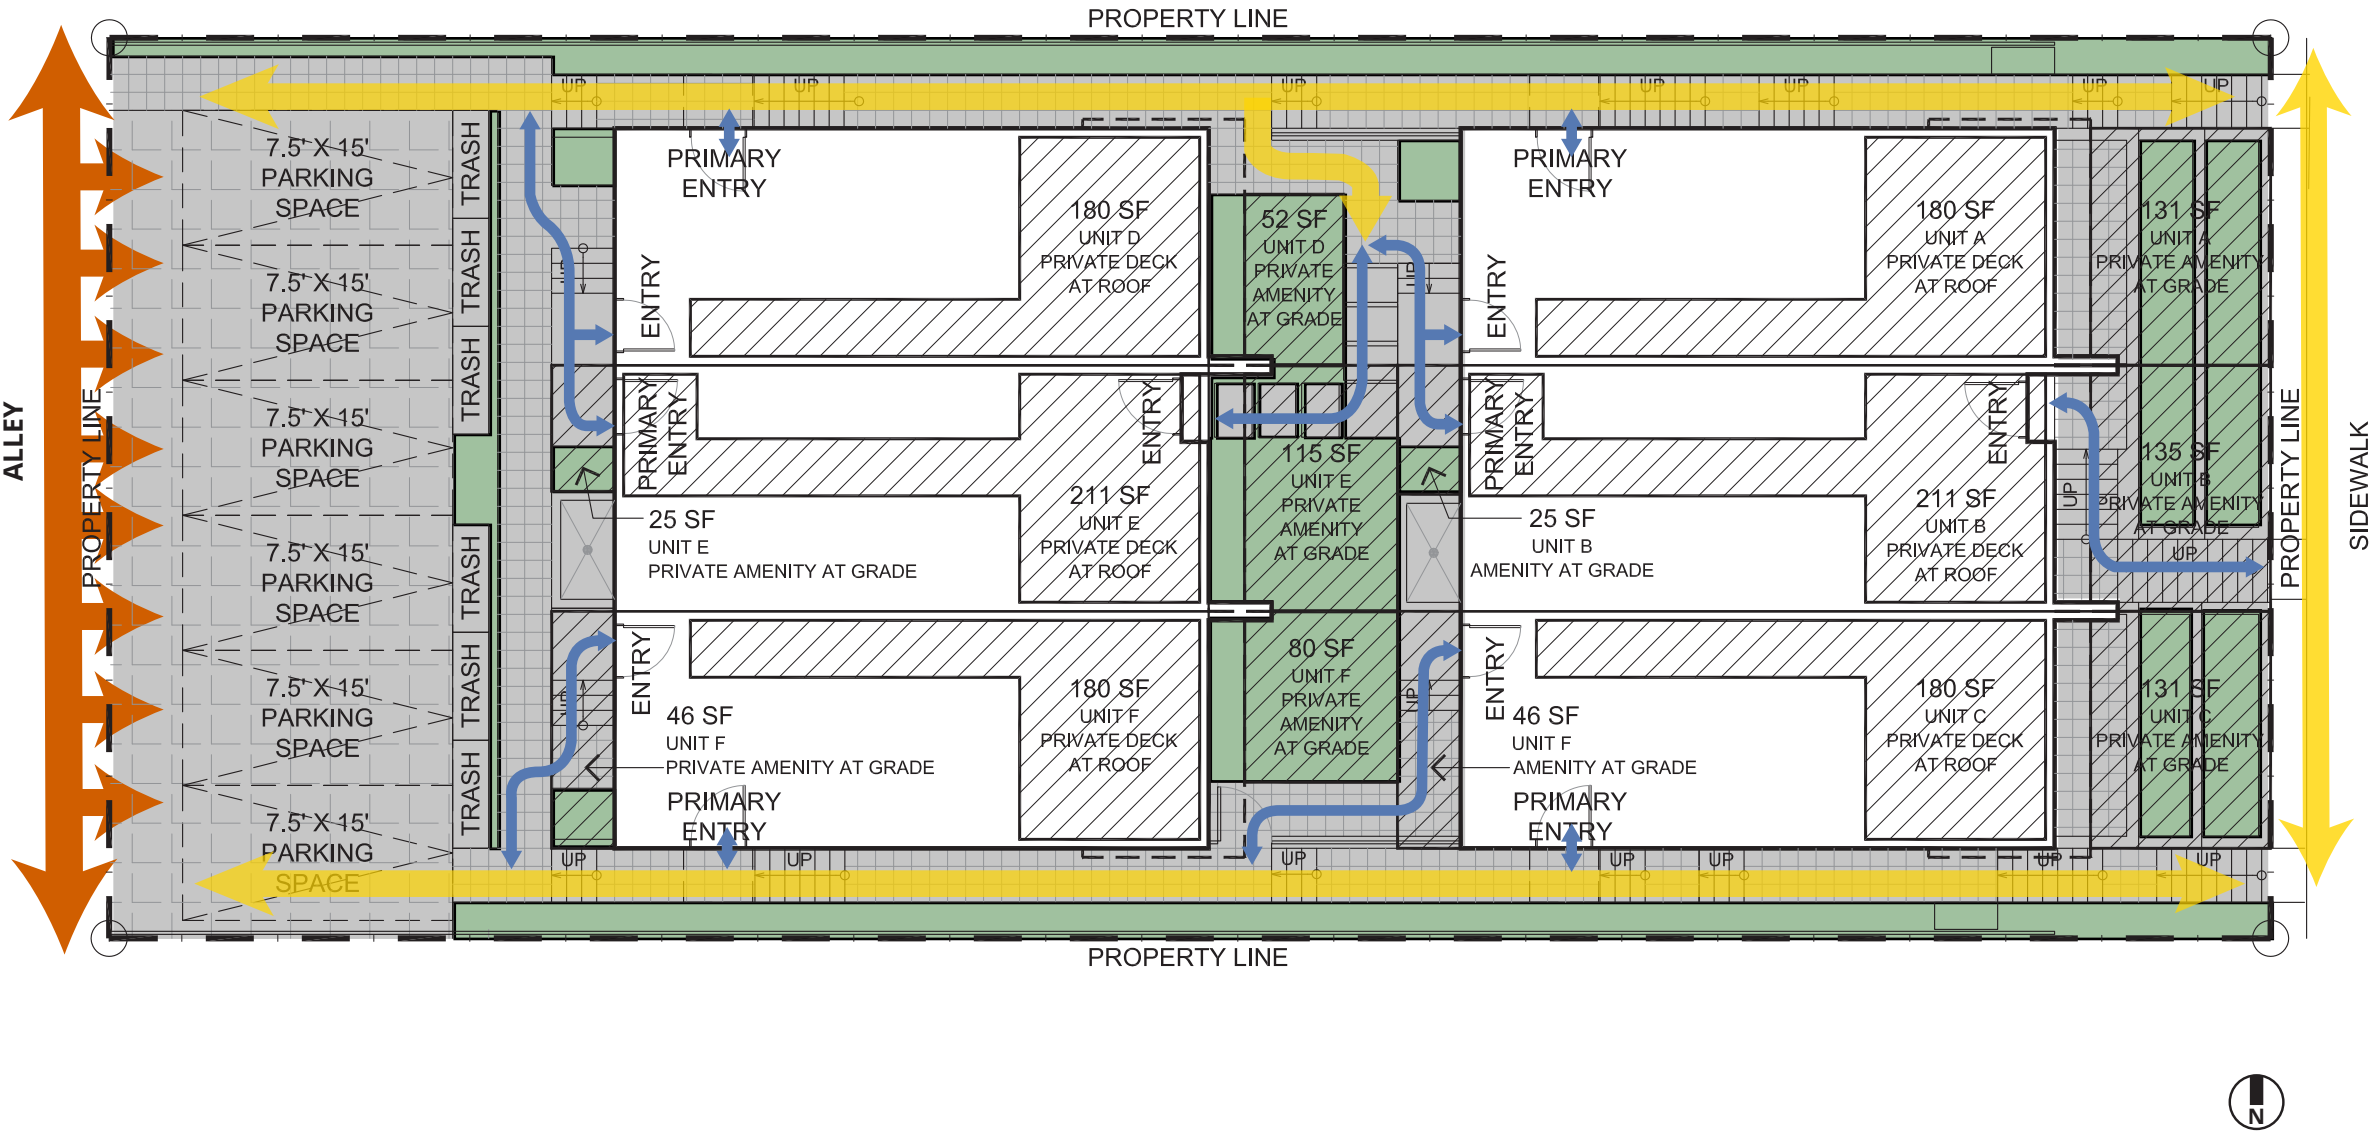 PROPERTY LINE
ALLEY
PROPERTY LINE
UP
UP
UP
UP
UP
UP
UP
7.5' X 15'
PARKING
SPACE
7.5' X 15'
PARKING
SPACE
7.5' X 15'
PARKING
SPACE
7.5' X 15'
PARKING
SPACE
7.5' X 15'
PARKING
SPACE
7.5' X 15'
PARKING
SPACE
TRASH
TRASH
TRASH
TRASH
TRASH
TRASH
UP
UP
PRIMARY
ENTRY
ENTRY
180 SF
UNIT D
PRIVATE DECK
AT ROOF
PRIMARY
ENTRY
ENTRY
211 SF
UNIT E
PRIVATE DECK
AT ROOF
25 SF
UNIT E
PRIVATE AMENITY AT GRADE
ENTRY
180 SF
UNIT F
PRIVATE DECK
AT ROOF
46 SF
UNIT F
PRIVATE AMENITY AT GRADE
PRIMARY
ENTRY
52 SF
UNIT D
PRIVATE
AMENITY
AT GRADE
115 SF
UNIT E
PRIVATE
AMENITY
AT GRADE
80 SF
UNIT F
PRIVATE
AMENITY
AT GRADE
UP
UP
PRIMARY
ENTRY
ENTRY
180 SF
UNIT A
PRIVATE DECK
AT ROOF
PRIMARY
ENTRY
ENTRY
211 SF
UNIT B
PRIVATE DECK
AT ROOF
25 SF
UNIT B
AMENITY AT GRADE
ENTRY
180 SF
UNIT C
PRIVATE DECK
AT ROOF
46 SF
UNIT F
AMENITY AT GRADE
PRIMARY
ENTRY
131 SF
UNIT A
PRIVATE AMENITY
AT GRADE
135 SF
UNIT B
PRIVATE AMENITY
AT GRADE
UP
UP
131 SF
UNIT C
PRIVATE AMENITY
AT GRADE
PROPERTY LINE
SIDEWALK
UP
UP
UP
UP
UP
UP
UP
PROPERTY LINE
N